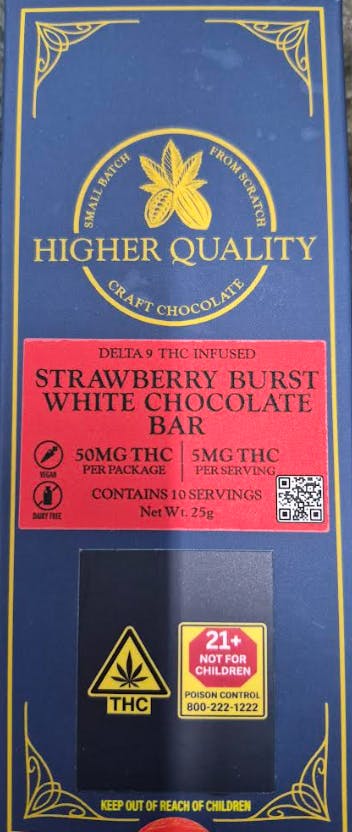 SMALL BATCH
FROM SCRATCH
HIGHER QUALITY
CRAFT CHOCOLATE
DELTA 9 THC INFUSED
STRAWBERRY BURST
WHITE CHOCOLATE
BAR
VEGAN
50MG THC
PER PACKAGE
5MG THC
PER SERVING
DAIRY FREE
CONTAINS 10 SERVINGS
Net Wt. 25g
THC
21+
NOT FOR
CHILDREN
POISON CONTROL
800-222-1222
KEEP OUT OF REACH OF CHILDREN